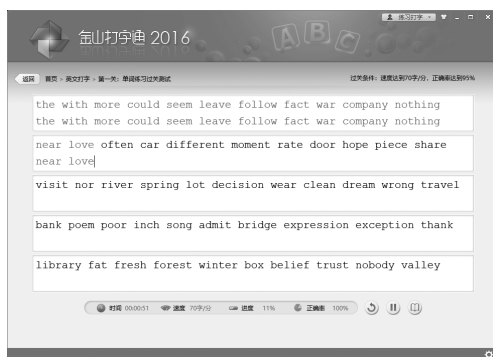 金山打字通 2016
练习打字
返回 首页 > 英文打字 > 第一关：单词练习过关测试 过关条件：速度达到70字/分、正确率达到95%
the with more could seem leave follow fact war company nothing
the with more could seem leave follow fact war company nothing
near love often car different moment rate door hope piece share
near love
visit nor river spring lot decision wear clean dream wrong travel
bank poem poor inch song admit bridge expression exception thank
library fat fresh forest winter box belief trust nobody valley
时间 00:00:51 速度 70字/分 进度 11% 正确率 100%